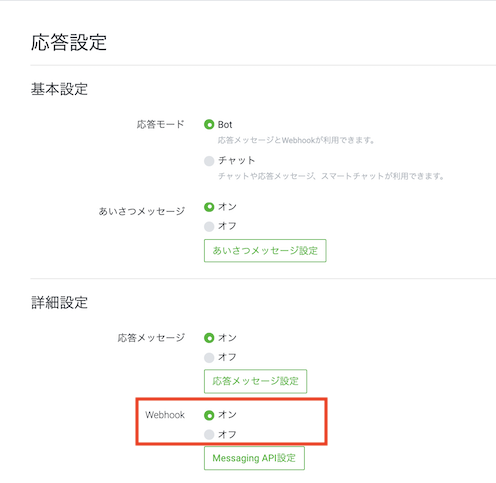 応答設定
基本設定
応答モード
Bot
応答メッセージとWebhookが利用できます。
チャット
チャットや応答メッセージ、スマートチャットが利用できます。
あいさつメッセージ
オン
オフ
あいさつメッセージ設定
詳細設定
応答メッセージ
オン
オフ
応答メッセージ設定
Webhook
オン
オフ
Messaging API設定